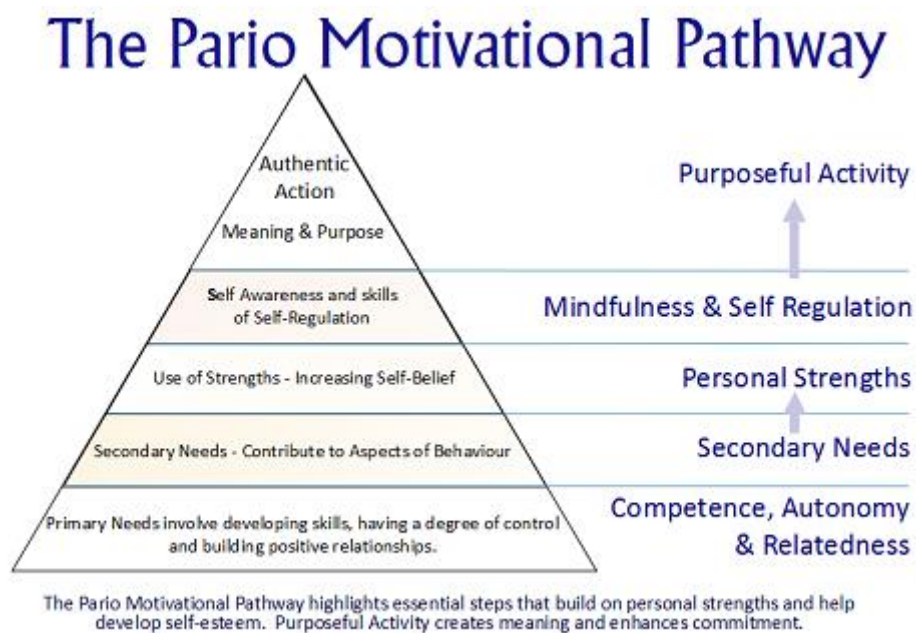 The Pario Motivational Pathway
Authentic
Action
Meaning & Purpose
Purposeful Activity
Self Awareness and skills
of Self-Regulation
Mindfulness & Self Regulation
Use of Strengths - Increasing Self-Belief
Personal Strengths
Secondary Needs - Contribute to Aspects of Behaviour
Secondary Needs
Primary Needs involve developing skills, having a degree of control
and building positive relationships.
Competence, Autonomy
& Relatedness
The Pario Motivational Pathway highlights essential steps that build on personal strengths and help
develop self-esteem. Purposeful Activity creates meaning and enhances commitment.